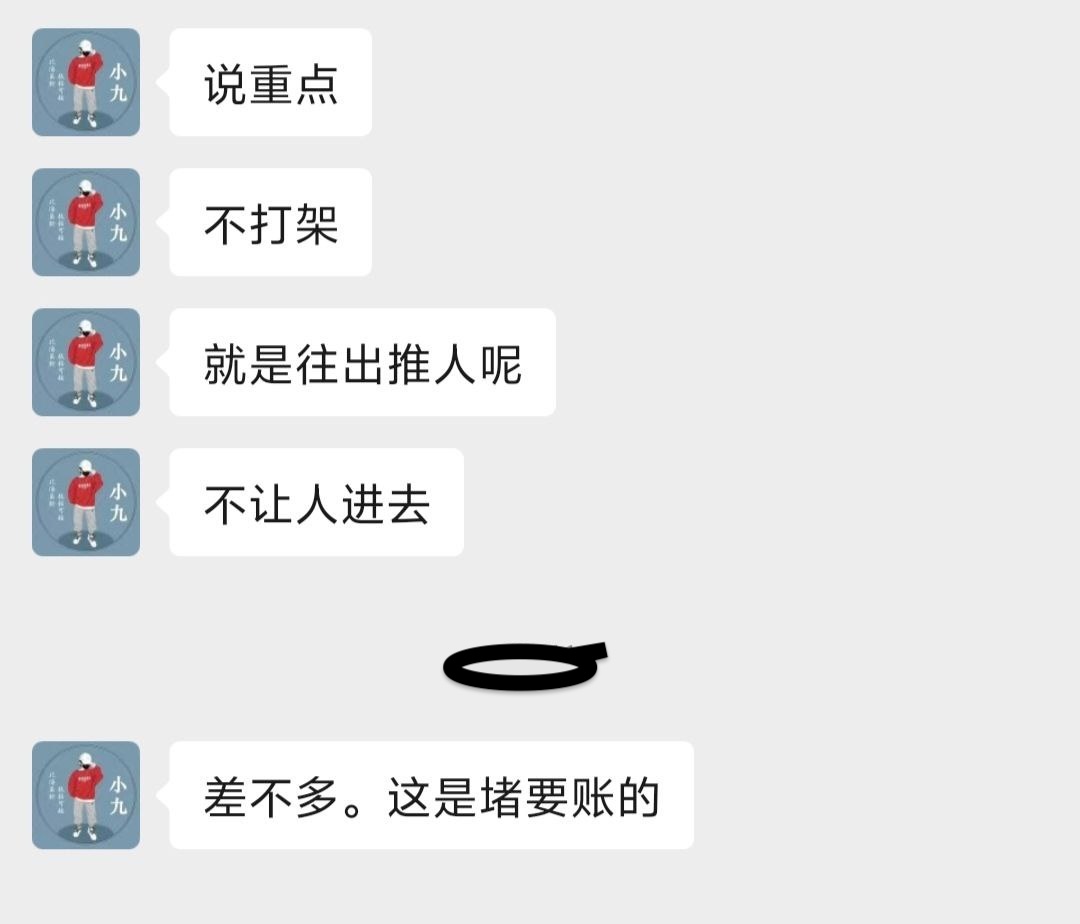 小九
说重点
小九
不打架
小九
就是往出推人呢
小九
不让人进去
小九
差不多。这是堵要账的